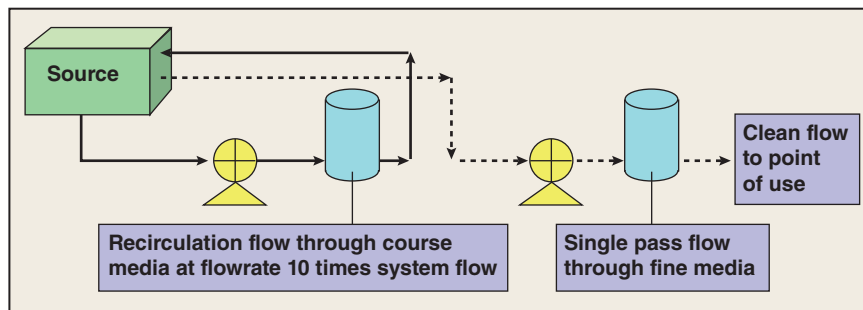 Source
Clean flow
to point
of use
Recirculation flow through course
media at flowrate 10 times system flow
Single pass flow
through fine media